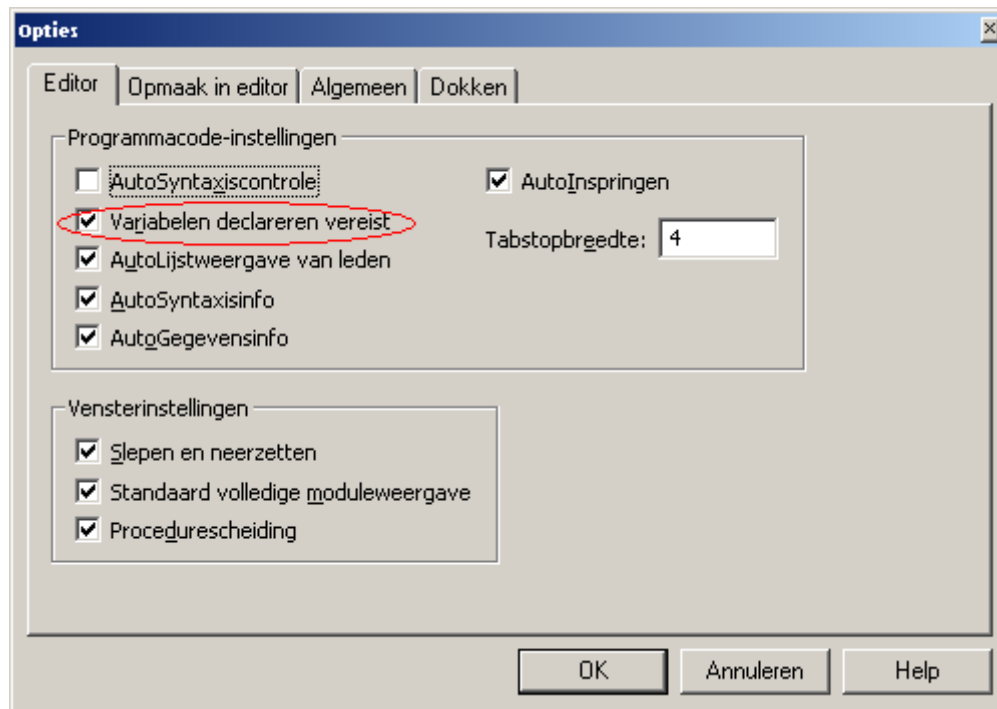 Opties
Editor Opmaak in editor Algemeen Dokken
Programmacode-instellingen
AutoSyntaxiscontrole
AutoInspringen
Variabelen declareren vereist
Tabstopbreedte: 4
AutoLijstweergave van leden
AutoSyntaxisinfo
AutoGegevensinfo
Vensterinstellingen
Slepen en neerzetten
Standaard volledige moduleweergave
Procedurescheiding
OK Annuleren Help